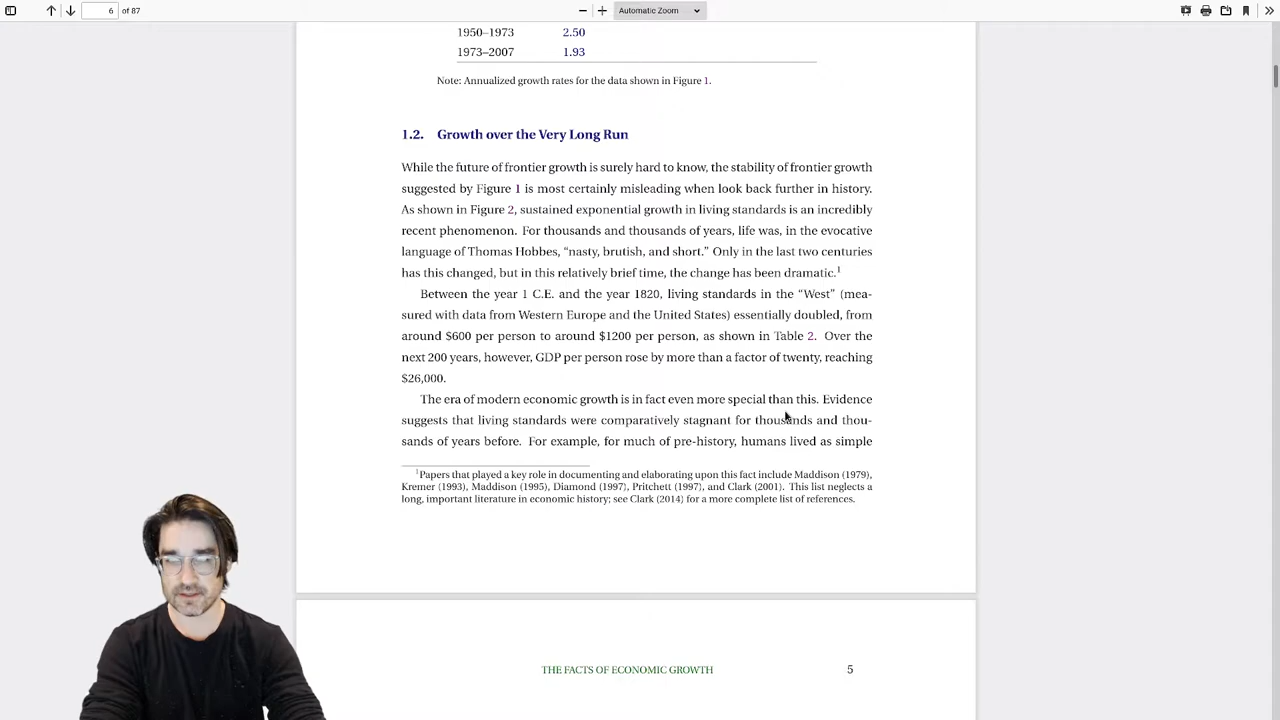 6 of 87
Automatic Zoom
1950–1973 2.50
1973–2007 1.93
Note: Annualized growth rates for the data shown in Figure 1.
1.2. Growth over the Very Long Run
While the future of frontier growth is surely hard to know, the stability of frontier growth
suggested by Figure 1 is most certainly misleading when look back further in history.
As shown in Figure 2, sustained exponential growth in living standards is an incredibly
recent phenomenon. For thousands and thousands of years, life was, in the evocative
language of Thomas Hobbes, “nasty, brutish, and short.” Only in the last two centuries
has this changed, but in this relatively brief time, the change has been dramatic.1
Between the year 1 C.E. and the year 1820, living standards in the “West” (mea-
sured with data from Western Europe and the United States) essentially doubled, from
around $600 per person to around $1200 per person, as shown in Table 2. Over the
next 200 years, however, GDP per person rose by more than a factor of twenty, reaching
$26,000.
The era of modern economic growth is in fact even more special than this. Evidence
suggests that living standards were comparatively stagnant for thousands and thou-
sands of years before. For example, for much of pre-history, humans lived as simple
1Papers that played a key role in documenting and elaborating upon this fact include Maddison (1979),
Kremer (1993), Maddison (1995), Diamond (1997), Pritchett (1997), and Clark (2001). This list neglects a
long, important literature in economic history; see Clark (2014) for a more complete list of references.
THE FACTS OF ECONOMIC GROWTH 5